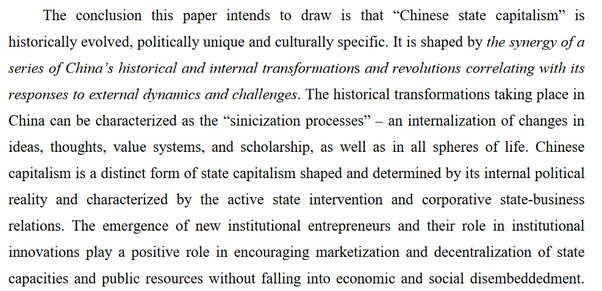 The conclusion this paper intends to draw is that “Chinese state capitalism” is
historically evolved, politically unique and culturally specific. It is shaped by the synergy of a
series of China’s historical and internal transformations and revolutions correlating with its
responses to external dynamics and challenges. The historical transformations taking place in
China can be characterized as the “sinicization processes” – an internalization of changes in
ideas, thoughts, value systems, and scholarship, as well as in all spheres of life. Chinese
capitalism is a distinct form of state capitalism shaped and determined by its internal political
reality and characterized by the active state intervention and corporative state-business
relations. The emergence of new institutional entrepreneurs and their role in institutional
innovations play a positive role in encouraging marketization and decentralization of state
capacities and public resources without falling into economic and social disembeddedment.